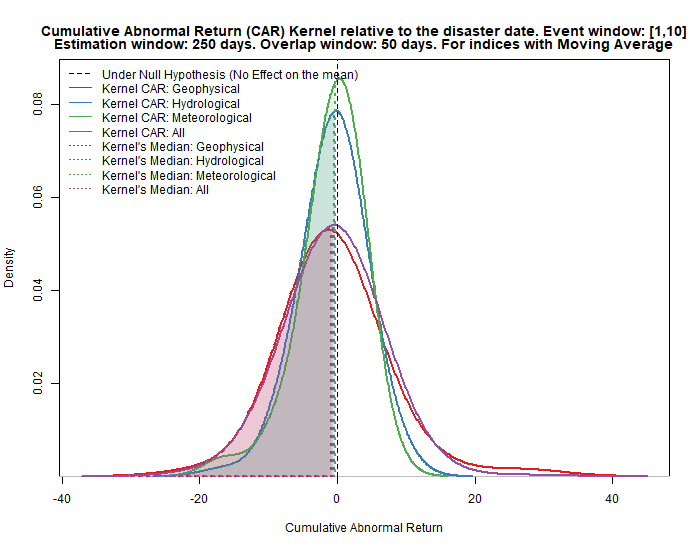 Cumulative Abnormal Return (CAR) Kernel relative to the disaster date. Event window: [1,10]
Estimation window: 250 days. Overlap window: 50 days. For indices with Moving Average
Under Null Hypothesis (No Effect on the mean)
Kernel CAR: Geophysical
Kernel CAR: Hydrological
Kernel CAR: Meteorological
Kernel CAR: All
Kernel's Median: Geophysical
Kernel's Median: Hydrological
Kernel's Median: Meteorological
Kernel's Median: All
0.08
0.06
0.04
0.02
Density
-40 -20 0 20 40
Cumulative Abnormal Return